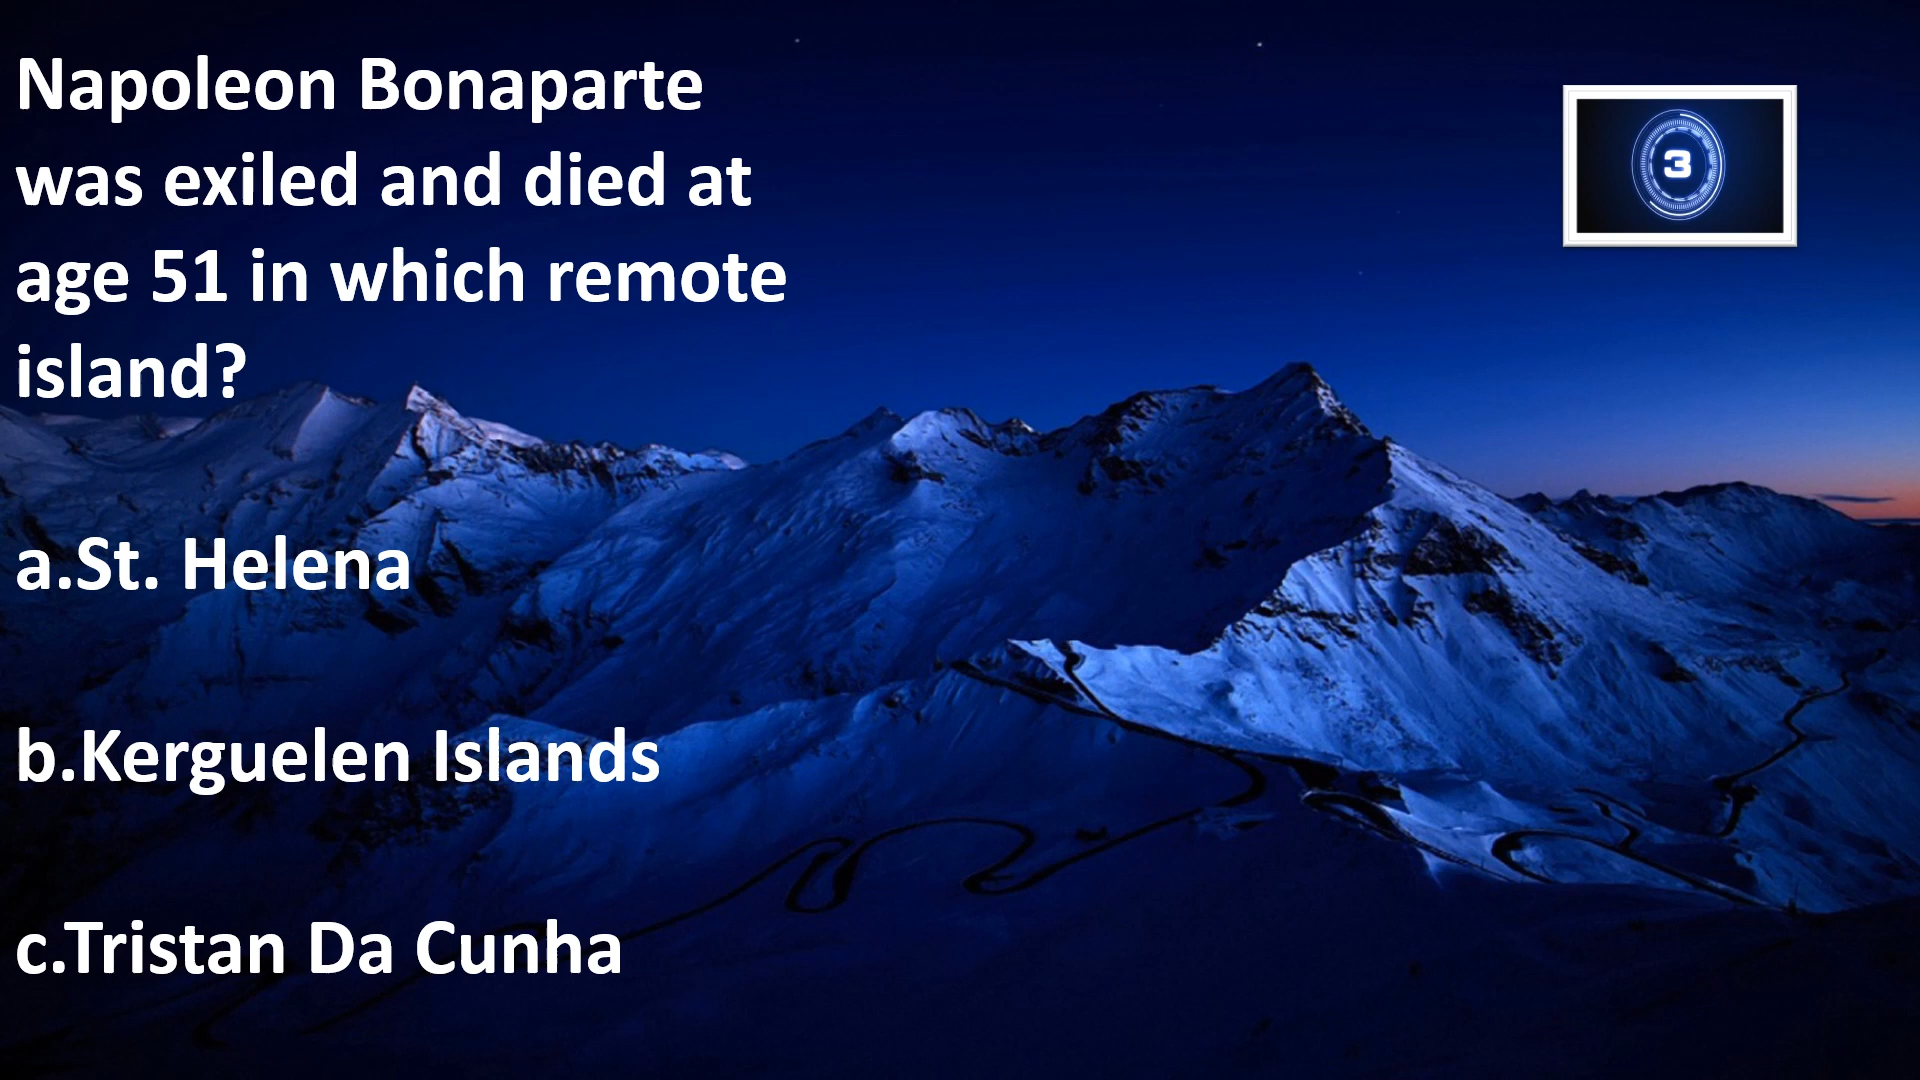 Napoleon Bonaparte
was exiled and died at
age 51 in which remote
island?
a.St. Helena
b.Kerguelen Islands
c.Tristan Da Cunha
3